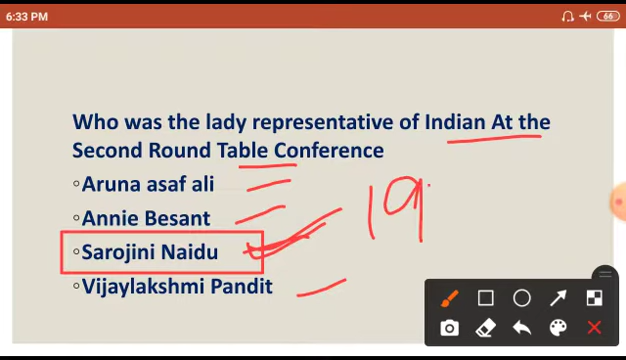 6:33 PM
66
Who was the lady representative of Indian At the
Second Round Table Conference
Aruna asaf ali
Annie Besant
Sarojini Naidu
Vijaylakshmi Pandit
19